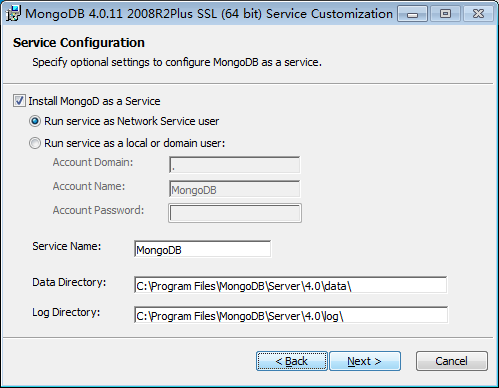 MongoDB 4.0.11 2008R2Plus SSL (64 bit) Service Customization
Service Configuration
Specify optional settings to configure MongoDB as a service.
Install MongoD as a Service
Run service as Network Service user
Run service as a local or domain user:
Account Domain: .
Account Name: MongoDB
Account Password:
Service Name: MongoDB
Data Directory: C:\Program Files\MongoDB\Server\4.0\data\
Log Directory: C:\Program Files\MongoDB\Server\4.0\log\
< Back Next > Cancel